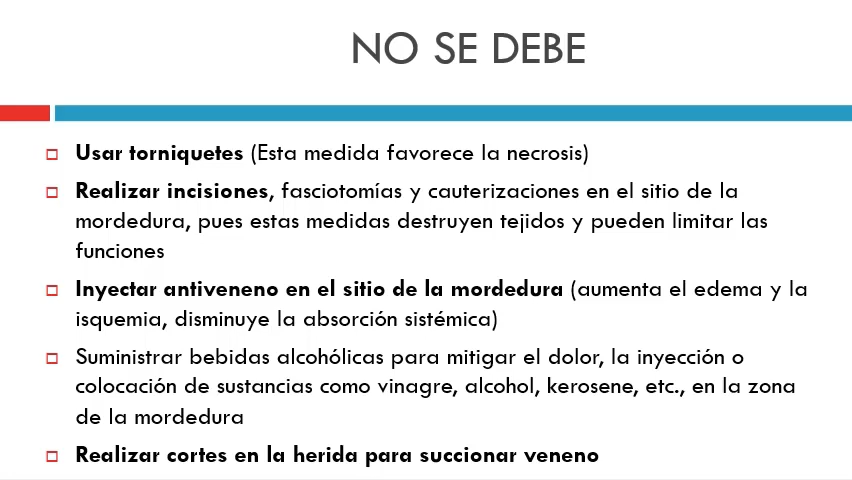 NO SE DEBE
Usar torniquetes (Esta medida favorece la necrosis)
Realizar incisiones, fasciotomías y cauterizaciones en el sitio de la
mordedura, pues estas medidas destruyen tejidos y pueden limitar las
funciones
Inyectar antiveneno en el sitio de la mordedura (aumenta el edema y la
isquemia, disminuye la absorción sistémica)
Suministrar bebidas alcohólicas para mitigar el dolor, la inyección o
colocación de sustancias como vinagre, alcohol, kerosene, etc., en la zona
de la mordedura
Realizar cortes en la herida para succionar veneno